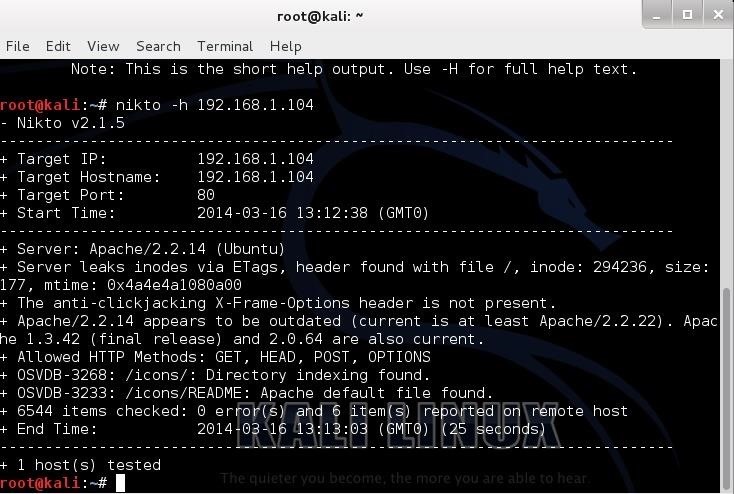 root@kali: ~
File Edit View Search Terminal Help
Note: This is the short help output. Use -H for full help text.
root@kali:~# nikto -h 192.168.1.104
- Nikto v2.1.5
---------------------------------------------------------------------------
+ Target IP: 192.168.1.104
+ Target Hostname: 192.168.1.104
+ Target Port: 80
+ Start Time: 2014-03-16 13:12:38 (GMT0)
---------------------------------------------------------------------------
+ Server: Apache/2.2.14 (Ubuntu)
+ Server leaks inodes via ETags, header found with file /, inode: 294236, size:
177, mtime: 0x4a4e4a1080a00
+ The anti-clickjacking X-Frame-Options header is not present.
+ Apache/2.2.14 appears to be outdated (current is at least Apache/2.2.22). Apac
he 1.3.42 (final release) and 2.0.64 are also current.
+ Allowed HTTP Methods: GET, HEAD, POST, OPTIONS
+ OSVDB-3268: /icons/: Directory indexing found.
+ OSVDB-3233: /icons/README: Apache default file found.
+ 6544 items checked: 0 error(s) and 6 item(s) reported on remote host
+ End Time: 2014-03-16 13:13:03 (GMT0) (25 seconds)
---------------------------------------------------------------------------
+ 1 host(s) tested
root@kali:~#
KALI LINUX
The quieter you become, the more you are able to hear.